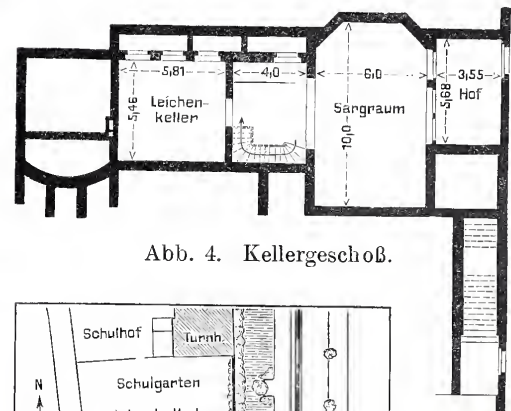 5,81
4,0
6,0
3,55
Leichen-
keller
5,46
Sargraum
10,0
Hof
5,68
Abb. 4. Kellergeschoß.
Schulhof
Turnh.
N
Schulgarten